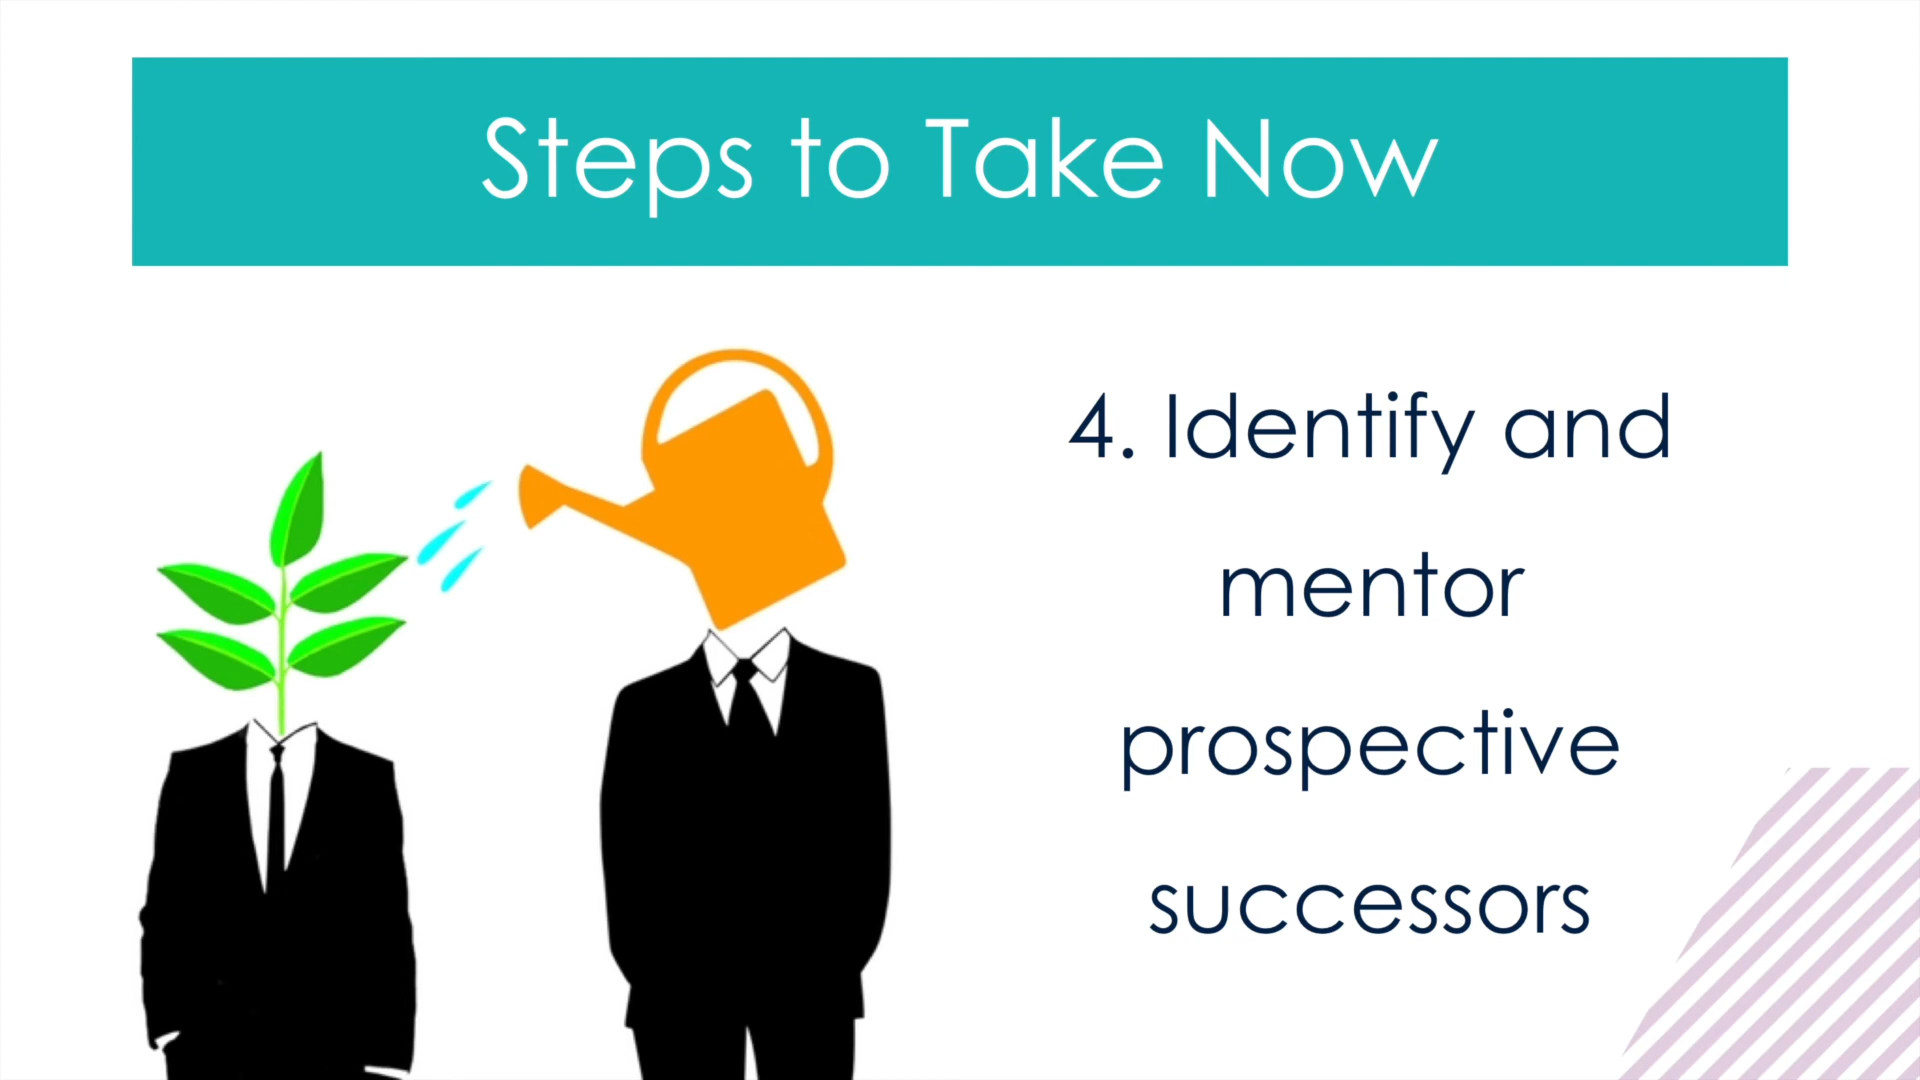 Steps to Take Now
4. Identify and
mentor
prospective
successors